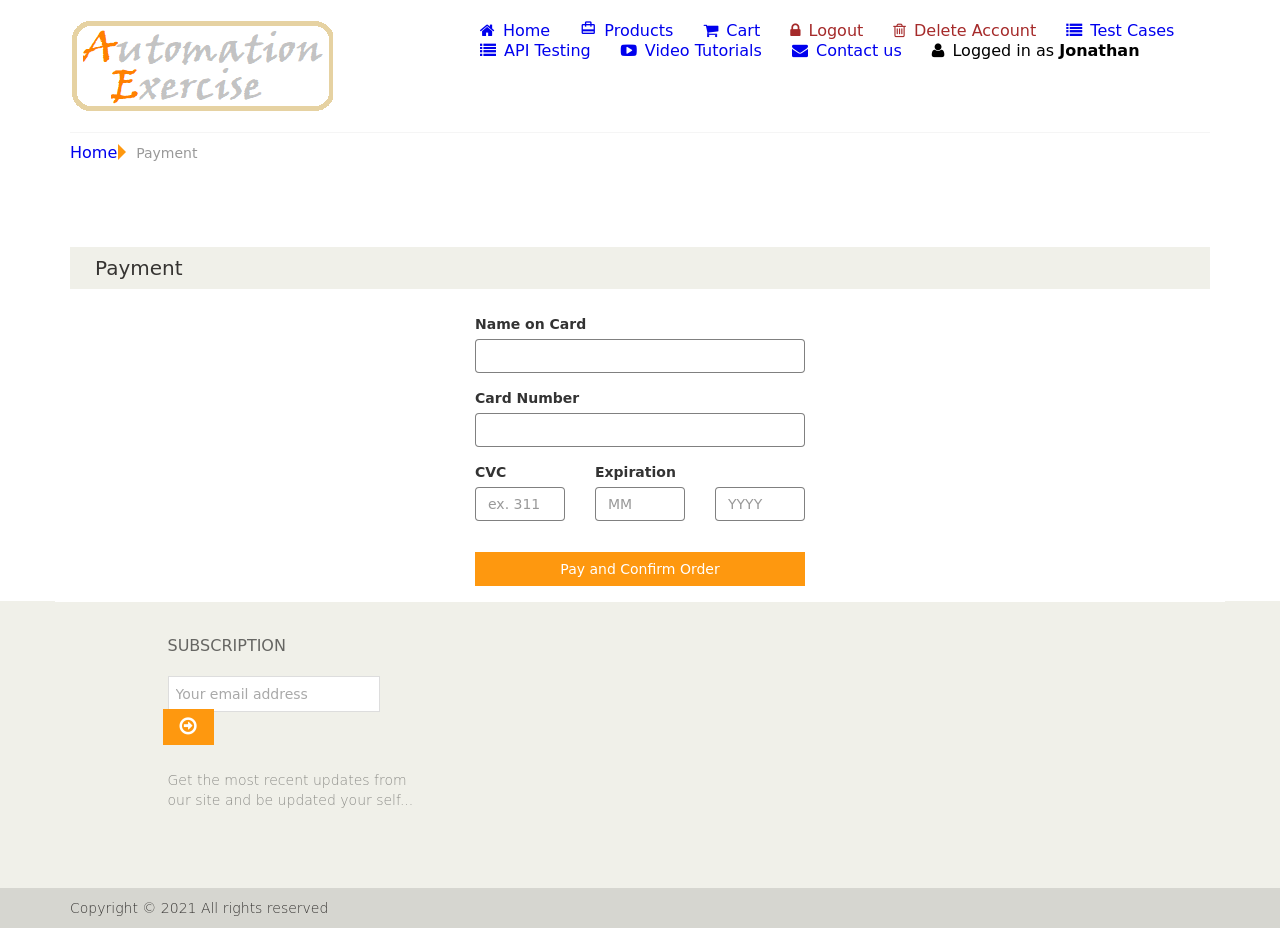 Automation
Exercise
Home Products Cart Logout Delete Account Test Cases
API Testing Video Tutorials Contact us Logged in as Jonathan
Home Payment
Payment
Name on Card
Card Number
CVC Expiration
ex. 311 MM YYYY
Pay and Confirm Order
SUBSCRIPTION
Your email address
Get the most recent updates from
our site and be updated your self...
Copyright © 2021 All rights reserved